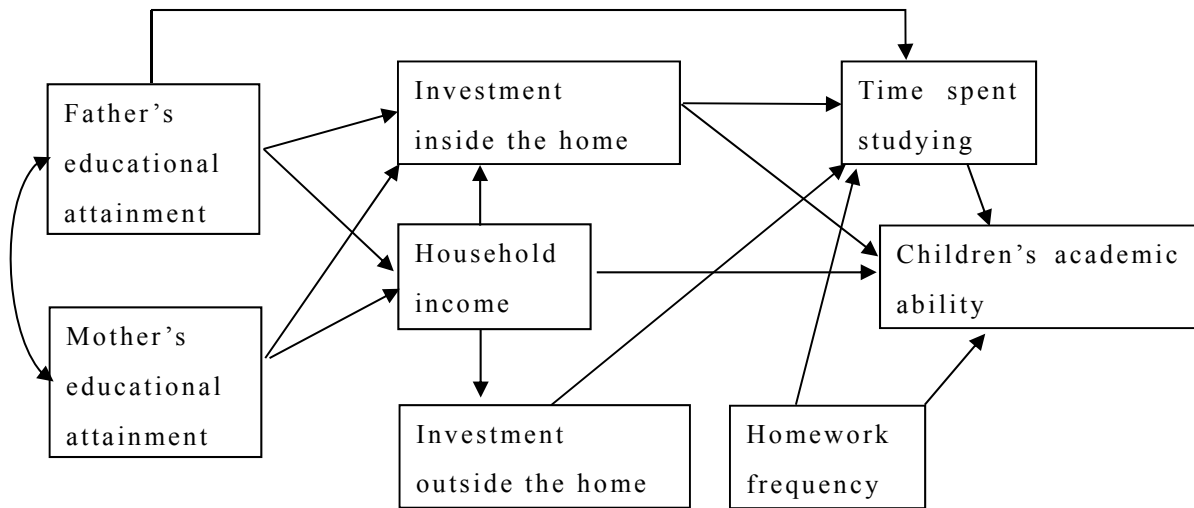 Father’s
educational
attainment
Investment
inside the home
Time spent
studying
Household
income
Children’s academic
ability
Mother’s
educational
attainment
Investment
outside the home
Homework
frequency